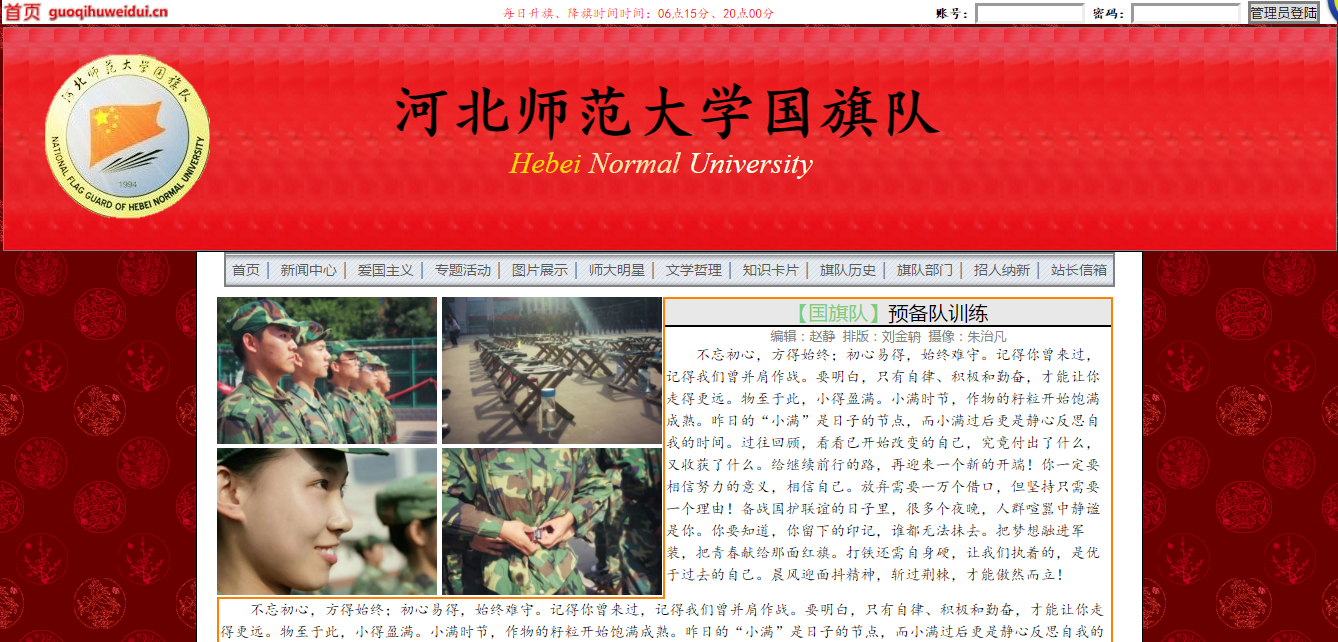 首页 guoqihuweidui.cn 每日升旗、降旗时间时间：06点15分、20点00分 账号： 密码： 管理员登陆
河北师范大学国旗队
NATIONAL FLAG GUARD OF HEBEI NORMAL UNIVERSITY
1994
河北师范大学国旗队
Hebei Normal University
首页│ 新闻中心│ 爱国主义│ 专题活动│ 图片展示│ 师大明星│ 文学哲理│ 知识卡片│ 旗队历史│ 旗队部门│ 招人纳新│ 站长信箱
【国旗队】预备队训练
编辑：赵静 排版：刘金钠 摄像：朱治凡
不忘初心，方得始终；初心易得，始终难守。记得你曾来过，
记得我们曾并肩作战。要明白，只有自律、积极和勤奋，才能让你
走得更远。物至于此，小得盈满。小满时节，作物的籽粒开始饱满
成熟。昨日的“小满”是日子的节点，而小满过后更是静心反思自
我的时间。过往回顾，看看已开始改变的自己，究竟付出了什么，
又收获了什么。给继续前行的路，再迎来一个新的开端！你一定要
相信努力的意义，相信自己。放弃需要一万个借口，但坚持只需要
一个理由！备战国护联谊的日子里，很多个夜晚，人群喧嚣中静谧
是你。你要知道，你留下的印记，谁都无法抹去。把梦想融进军
装，把青春献给那面红旗。打铁还需自身硬，让我们执着的，是优
于过去的自己。晨风迎面抖精神，斩过荆棘，才能傲然而立！
不忘初心，方得始终；初心易得，始终难守。记得你曾来过，记得我们曾并肩作战。要明白，只有自律、积极和勤奋，才能让你走
得更远。物至于此，小得盈满。小满时节，作物的籽粒开始饱满成熟。昨日的“小满”是日子的节点，而小满过后更是静心反思自我的